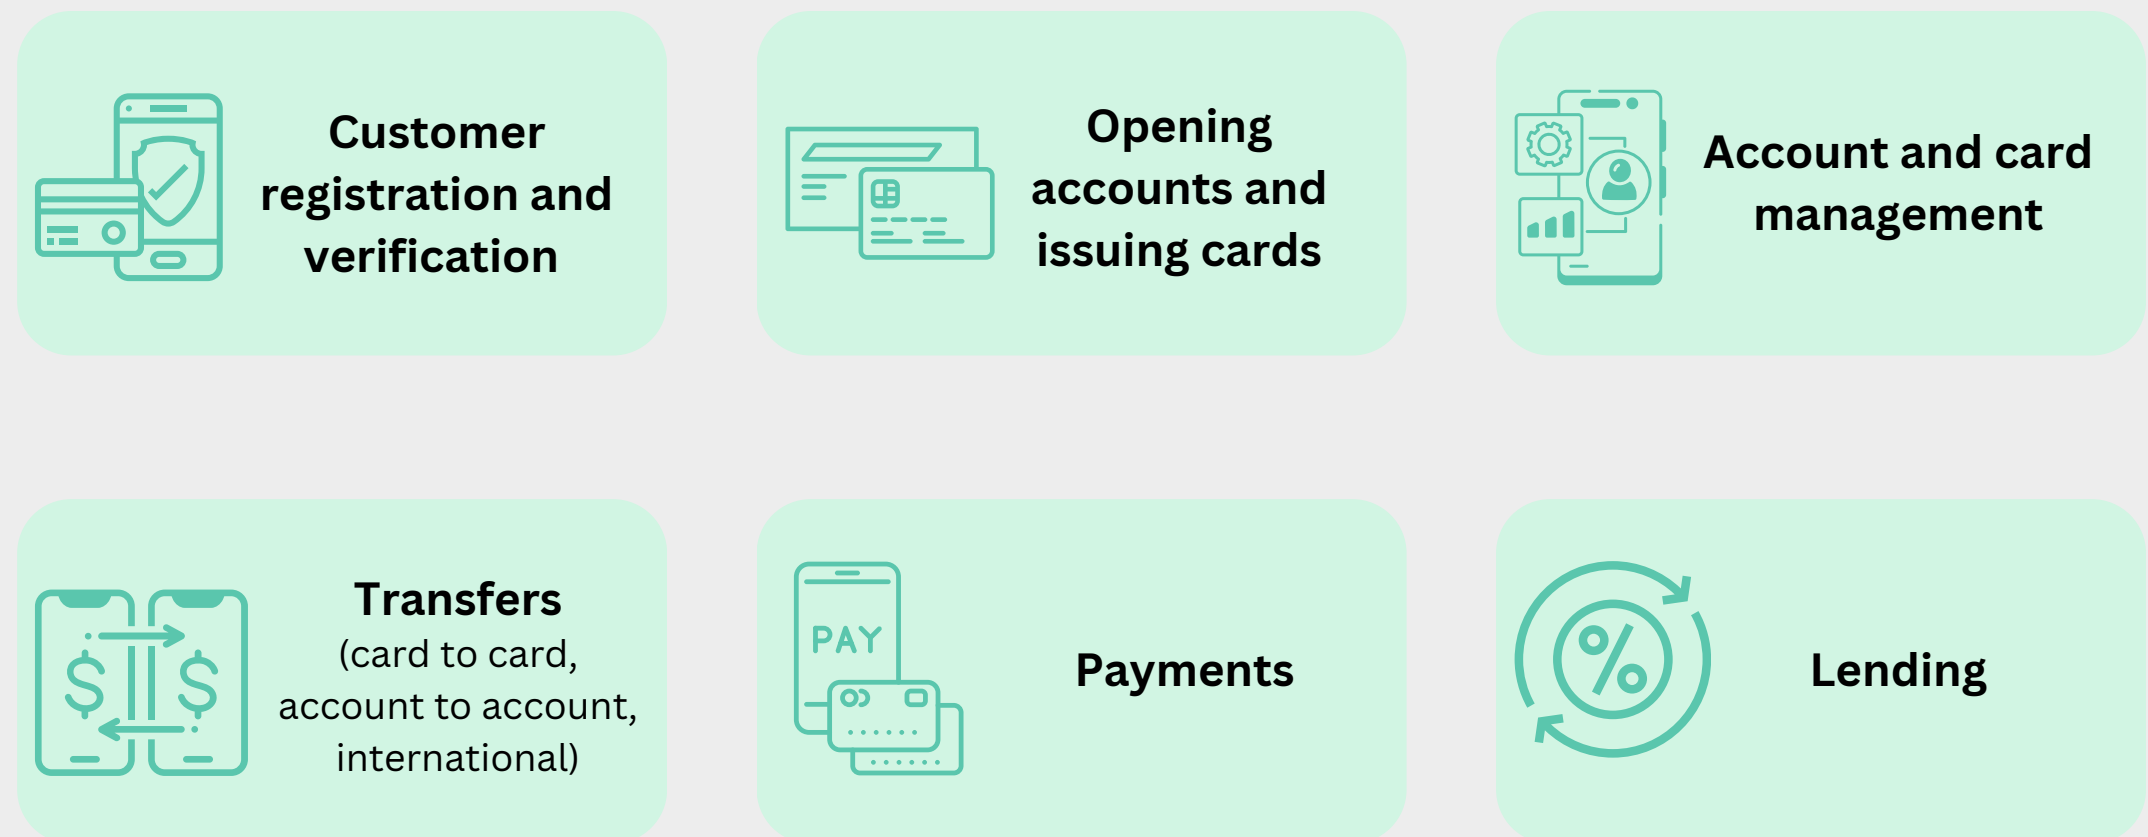 Customer
registration and
verification
Opening
accounts and
issuing cards
Account and card
management
Transfers
(card to card,
account to account,
international)
PAY
Payments
Lending